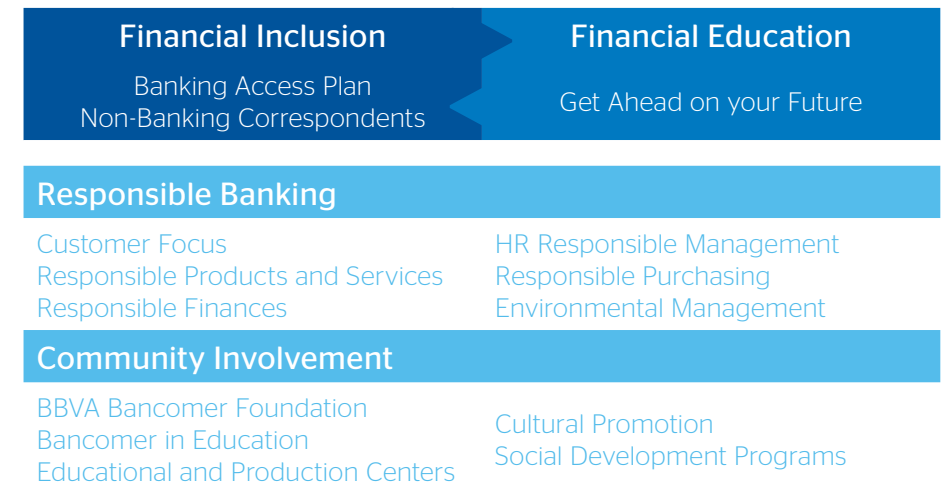 Financial Inclusion
Banking Access Plan
Non-Banking Correspondents
Financial Education
Get Ahead on your Future
Responsible Banking
Customer Focus
Responsible Products and Services
Responsible Finances
HR Responsible Management
Responsible Purchasing
Environmental Management
Community Involvement
BBVA Bancomer Foundation
Bancomer in Education
Educational and Production Centers
Cultural Promotion
Social Development Programs